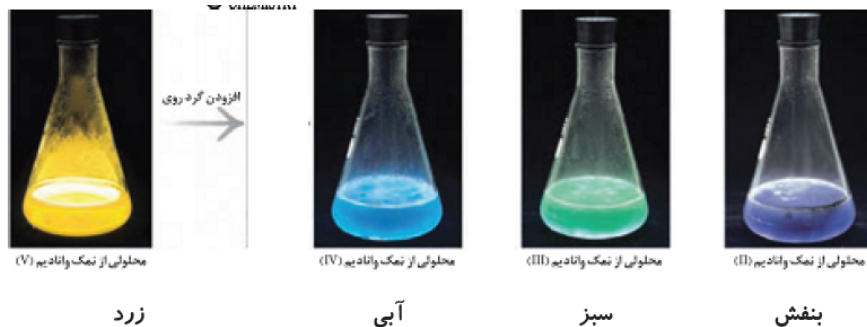 افزودن گرد روی
محلولی از نمک وانادیم (V)
محلولی از نمک وانادیم (IV)
محلولی از نمک وانادیم (III)
محلولی از نمک وانادیم (II)
زرد
آبی
سبز
بنفش